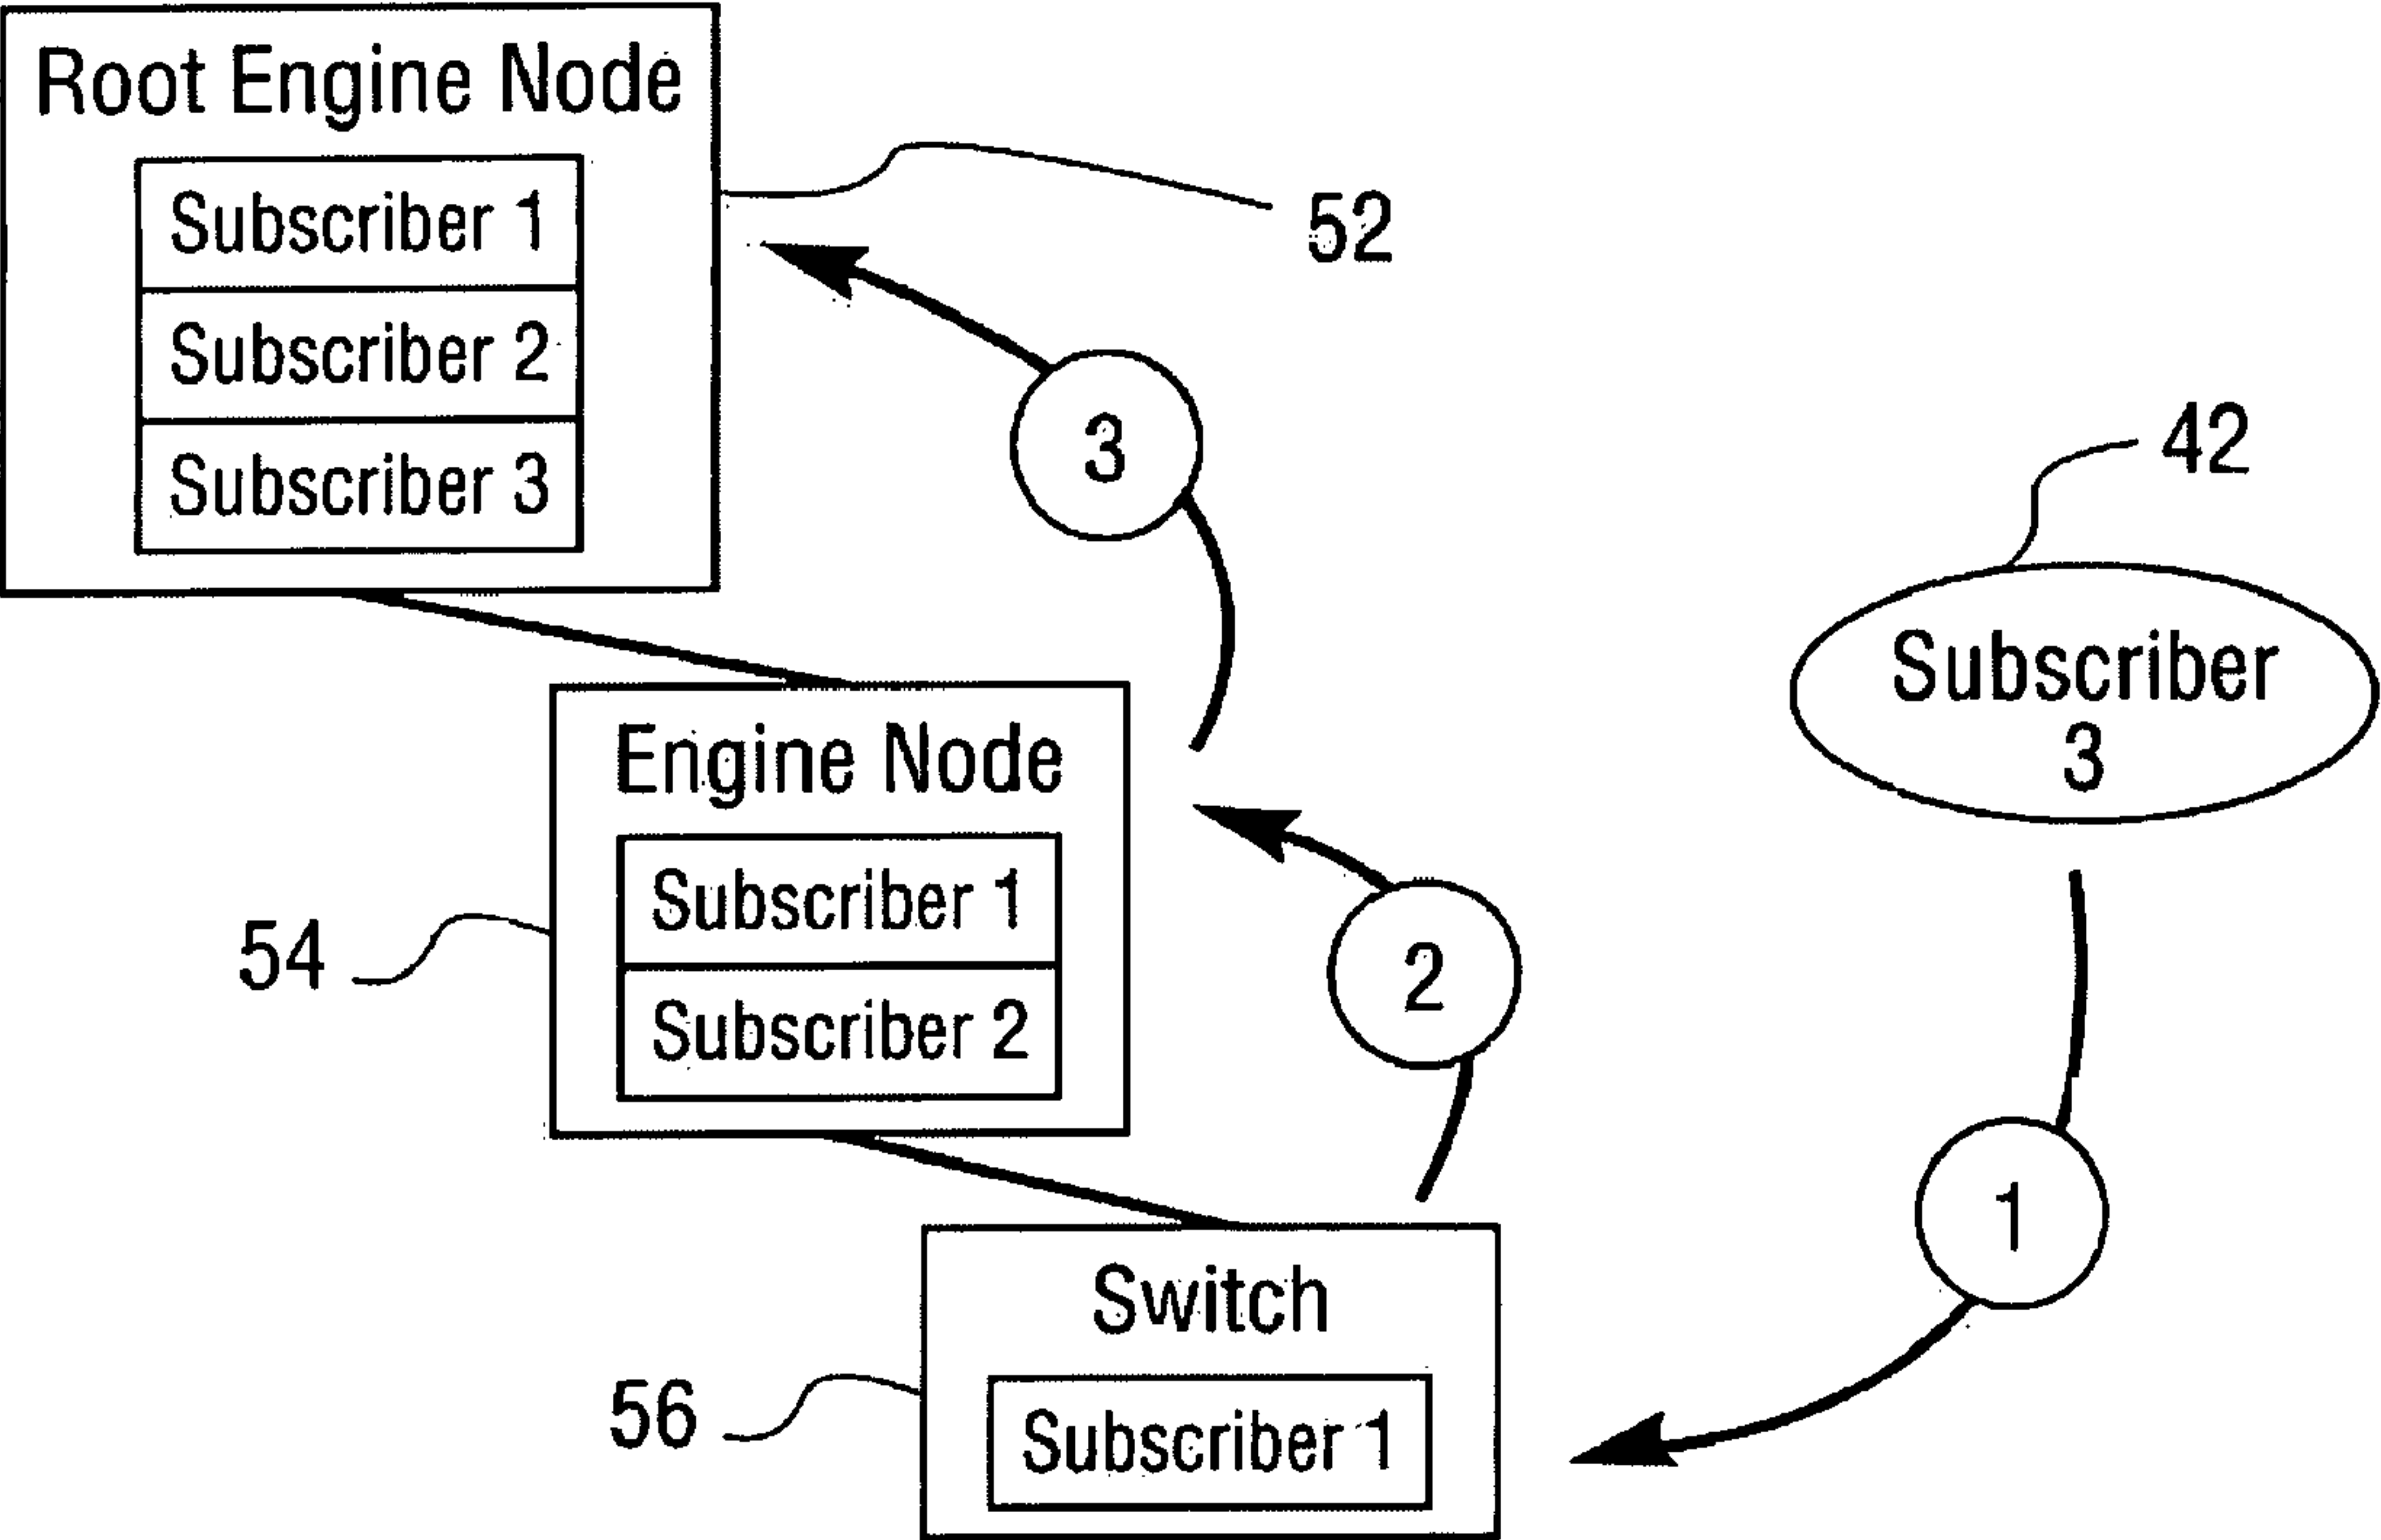 Root Engine Node
Subscriber 1
Subscriber 2
Subscriber 3
52
3
42
Subscriber
3
Engine Node
Subscriber 1
Subscriber 2
54
2
1
Switch
Subscriber 1
56